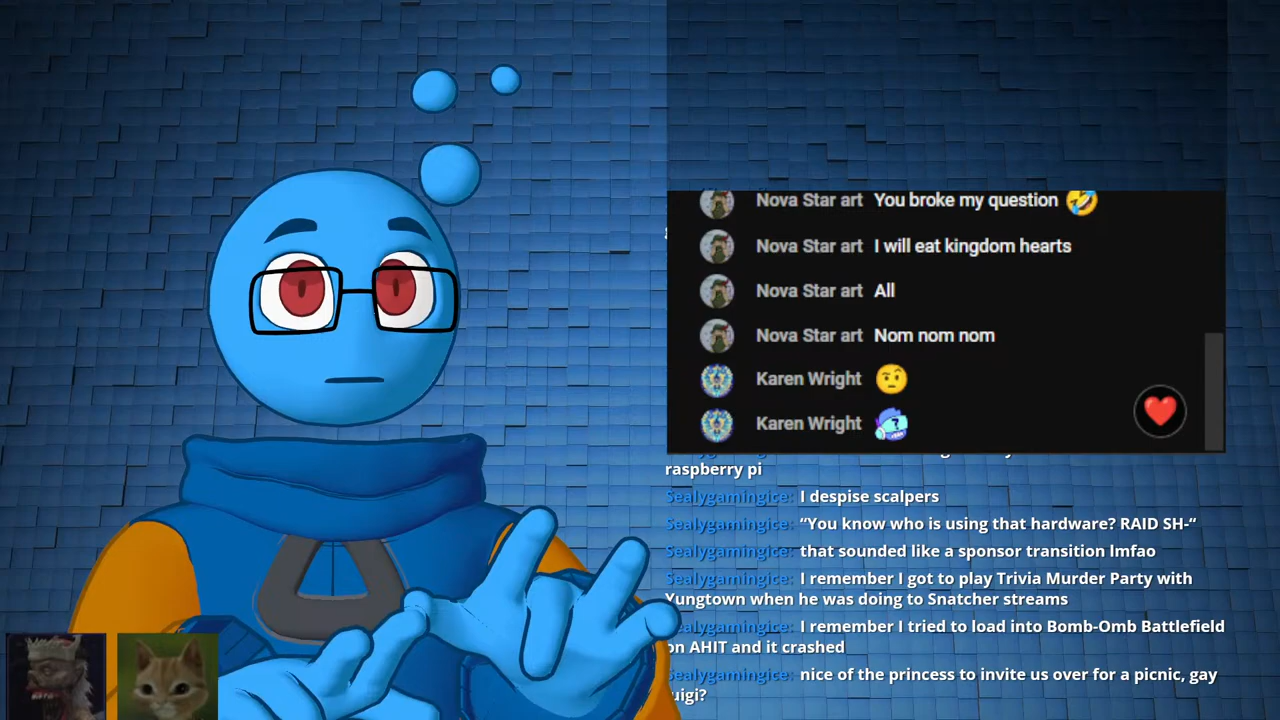 Nova Star art You broke my question 🤣
Nova Star art I will eat kingdom hearts
Nova Star art All
Nova Star art Nom nom nom
Karen Wright 🤨
Karen Wright
raspberry pi
Sealygamingice: I despise scalpers
Sealygamingice: “You know who is using that hardware? RAID SH-“
Sealygamingice: that sounded like a sponsor transition lmfao
Sealygamingice: I remember I got to play Trivia Murder Party with
Yungtown when he was doing to Snatcher streams
Sealygamingice: I remember I tried to load into Bomb-Omb Battlefield
on AHIT and it crashed
Sealygamingice: nice of the princess to invite us over for a picnic, gay
luigi?